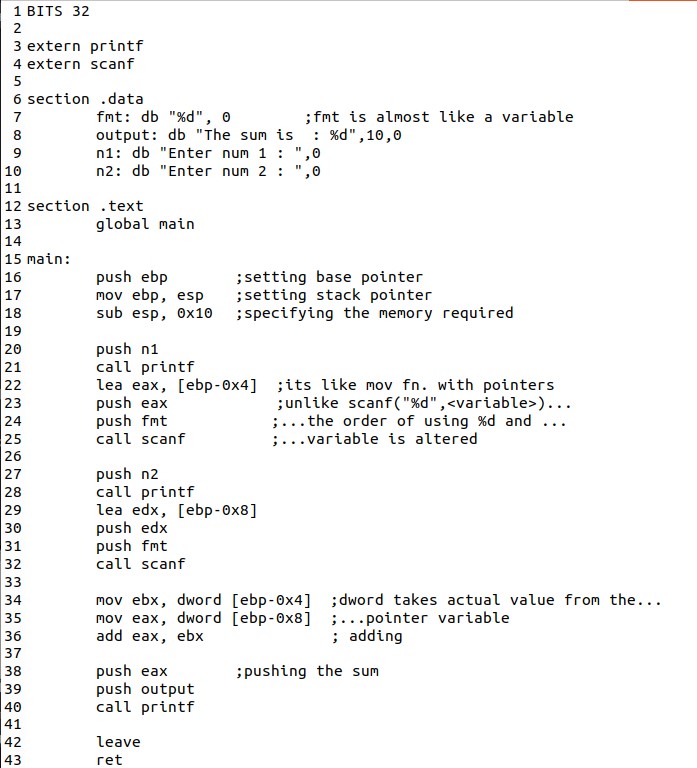 1 BITS 32
2
3 extern printf
4 extern scanf
5
6 section .data
7 fmt: db "%d", 0 ;fmt is almost like a variable
8 output: db "The sum is  : %d",10,0
9 n1: db "Enter num 1 : ",0
10 n2: db "Enter num 2 : ",0
11
12 section .text
13 global main
14
15 main:
16 push ebp ;setting base pointer
17 mov ebp, esp ;setting stack pointer
18 sub esp, 0x10 ;specifying the memory required
19
20 push n1
21 call printf
22 lea eax, [ebp-0x4] ;its like mov fn. with pointers
23 push eax ;unlike scanf("%d",<variable>)...
24 push fmt ;...the order of using %d and ...
25 call scanf ;...variable is altered
26
27 push n2
28 call printf
29 lea edx, [ebp-0x8]
30 push edx
31 push fmt
32 call scanf
33
34 mov ebx, dword [ebp-0x4] ;dword takes actual value from the...
35 mov eax, dword [ebp-0x8] ;...pointer variable
36 add eax, ebx ; adding
37
38 push eax ;pushing the sum
39 push output
40 call printf
41
42 leave
43 ret